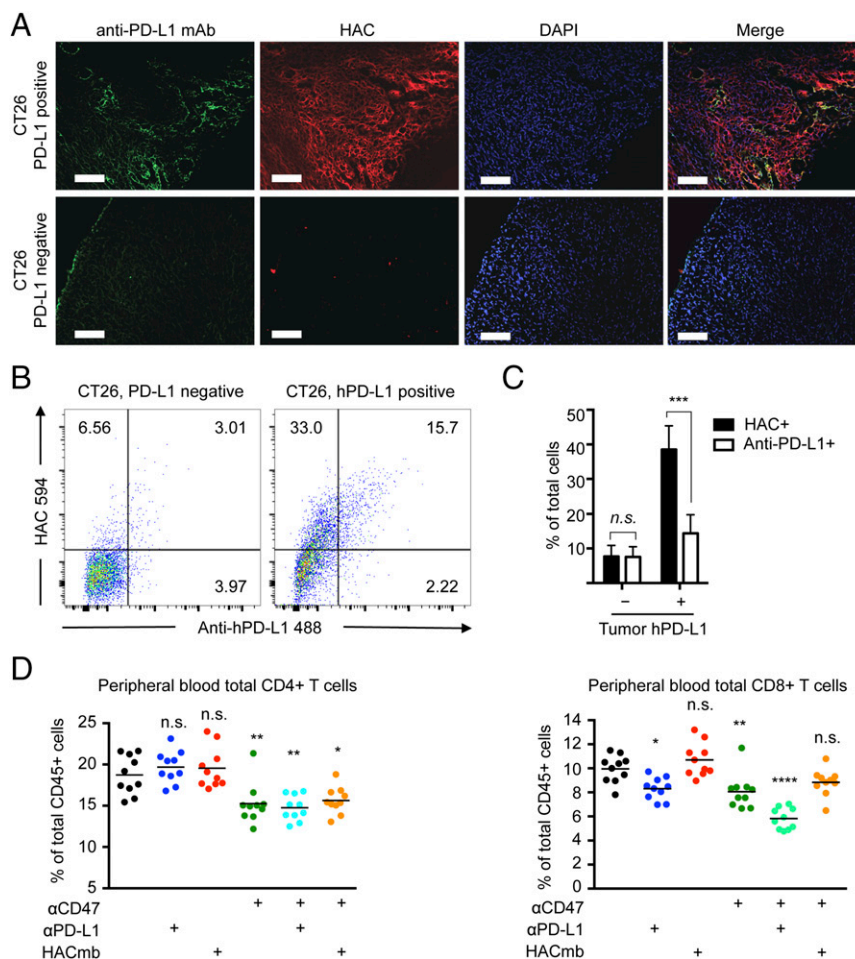 A
anti-PD-L1 mAb HAC DAPI Merge
CT26
PD-L1 positive
CT26
PD-L1 negative
B
CT26, PD-L1 negative CT26, hPD-L1 positive
6.56 3.01 33.0 15.7
3.97 2.22
HAC 594
Anti-hPD-L1 488
C
% of total cells
50
40
30
20
10
n.s.
***
HAC+
Anti-PD-L1+
− +
Tumor hPD-L1
D
Peripheral blood total CD4+ T cells
% of total CD45+ cells
25
20
15
10
5
n.s. n.s. ** ** *
αCD47 + + +
αPD-L1 + +
HACmb + +
Peripheral blood total CD8+ T cells
% of total CD45+ cells
14
12
10
8
6
4
2
0
* n.s. ** **** n.s.
αCD47 + + +
αPD-L1 + +
HACmb + +